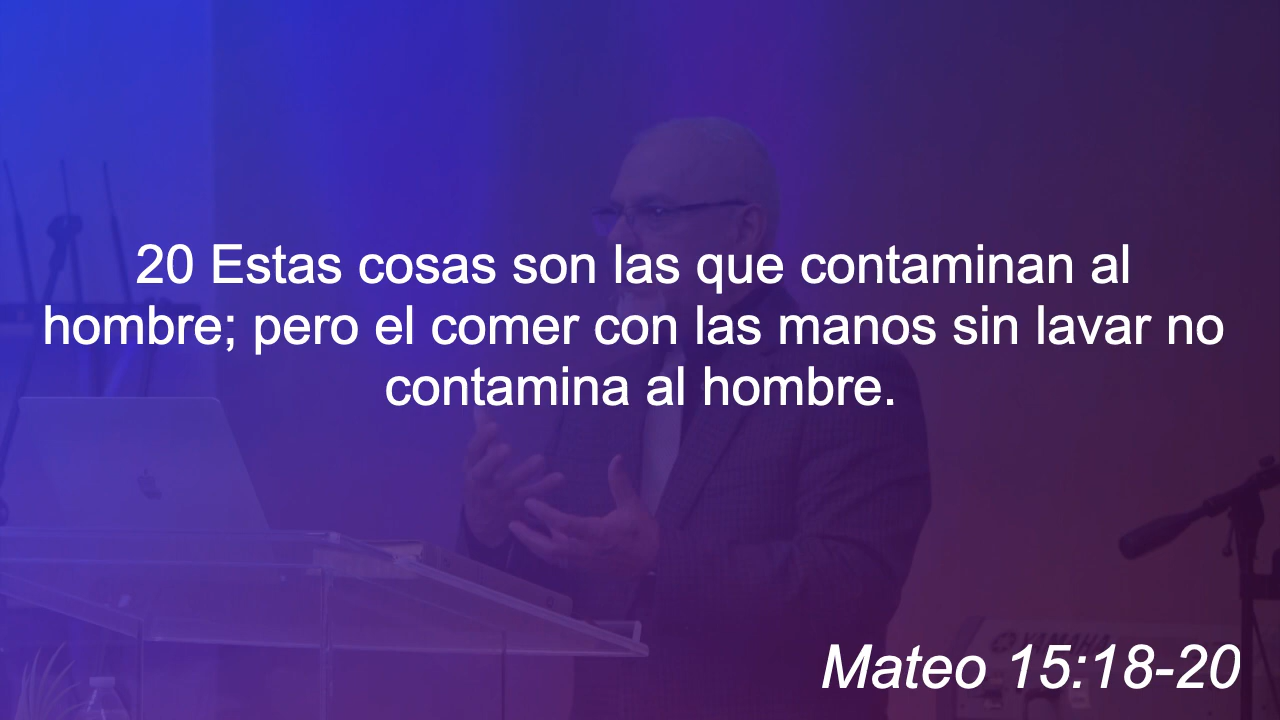 20 Estas cosas son las que contaminan al
hombre; pero el comer con las manos sin lavar no
contamina al hombre.
YAMAHA
Mateo 15:18-20